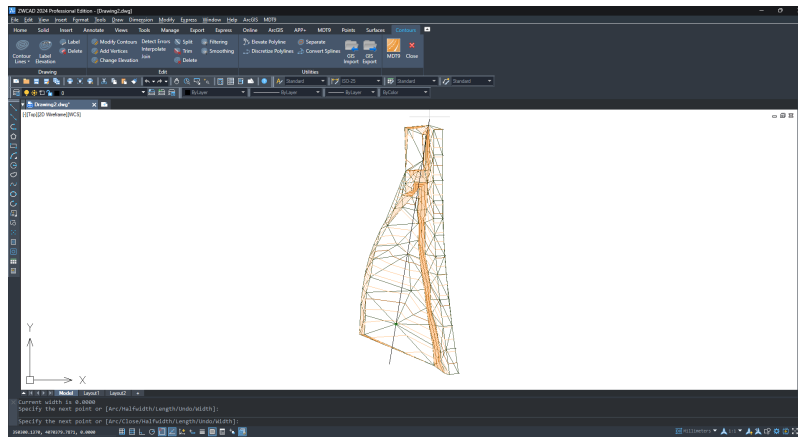 ZWCAD 2024 Professional Edition - [Drawing2.dwg]
File Edit View Insert Format Tools Draw Dimension Modify Express Window Help ArcGIS MDT9
Home Solid Insert Annotate Views Tools Manage Export Express Online ArcGIS APP+ MDT9 Points Surfaces Contours
Label Modify Contours Detect Errors Split Filtering Elevate Polyline Separate
Delete Add Vertices Interpolate Trim Smoothing Discretize Polylines Convert Splines
Contour Lines Label Elevation Change Elevation Join Delete GIS Import GIS Export MDT9 Close
Drawing Edit Utilities
Standard ISO-25 Standard Standard
0 ByLayer ByLayer ByLayer ByColor
Drawing2.dwg*
[-][Top][2D Wireframe][WCS]
Y
X
Model Layout1 Layout2 +
Current width is 0.0000
Specify the next point or [Arc/Halfwidth/Length/Undo/Width]:
Specify the next point or [Arc/Close/Halfwidth/Length/Undo/Width]:
Millimeters 1:1